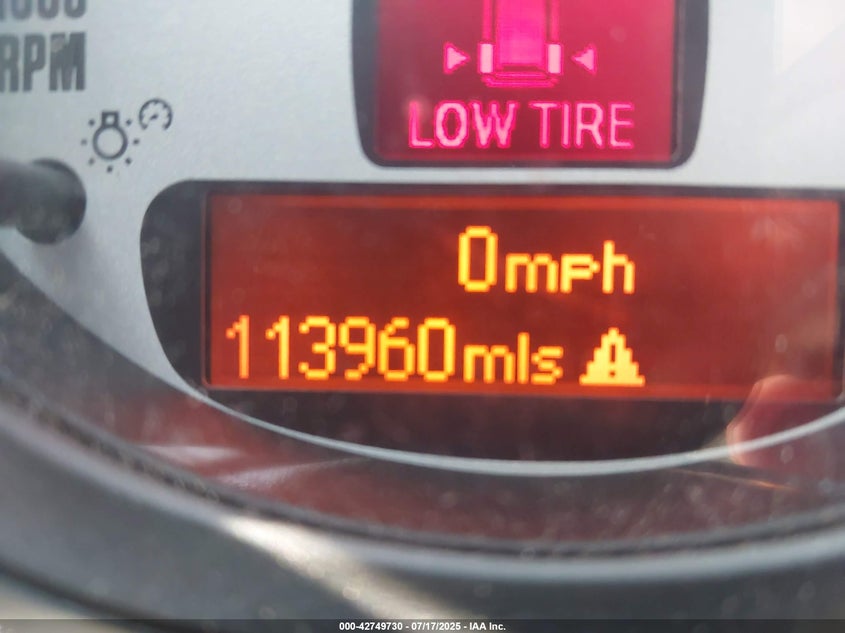 RPM
LOW TIRE
0mph
113960mls
000-42749730 - 07/17/2025 - IAA Inc.